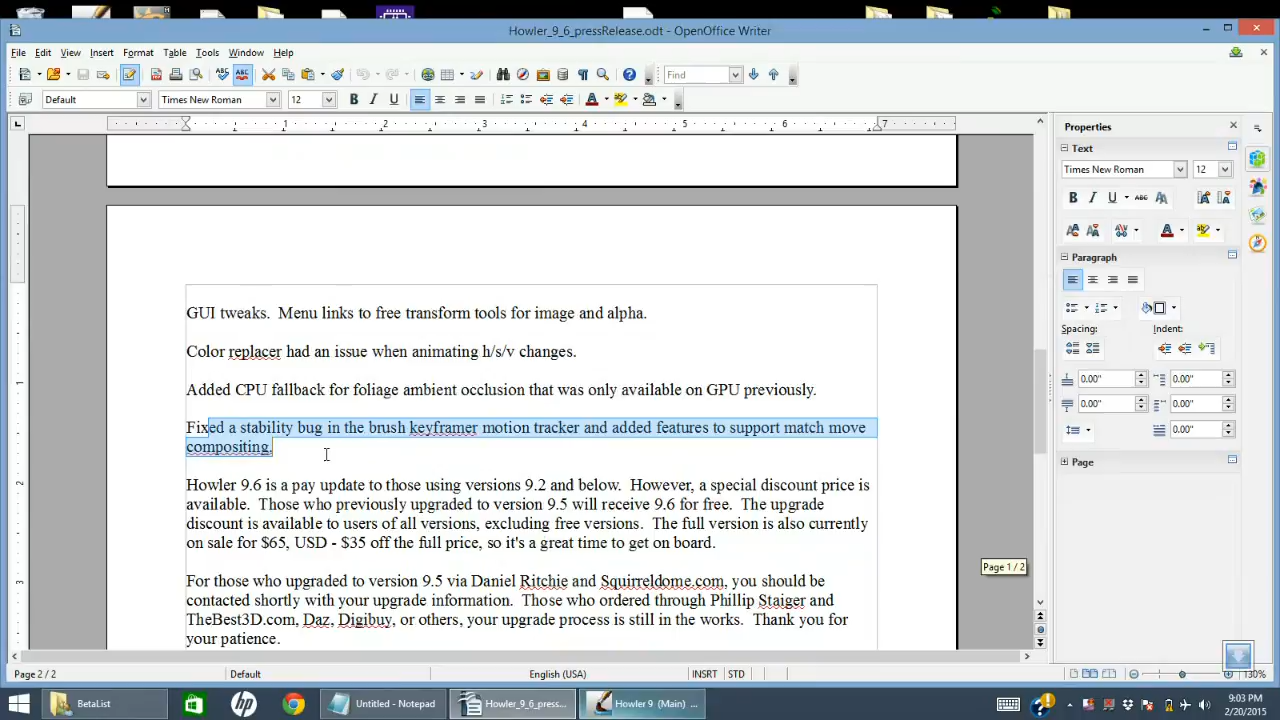 Howler_9_6_pressRelease.odt - OpenOffice Writer
File Edit View Insert Format Table Tools Window Help
Find
Default Times New Roman 12
Properties
Text
Times New Roman 12
Paragraph
Spacing: Indent:
0.00" 0.00"
0.00" 0.00"
0.00"
Page
1 2 3 4 5 6 7
GUI tweaks.  Menu links to free transform tools for image and alpha.
Color replacer had an issue when animating h/s/v changes.
Added CPU fallback for foliage ambient occlusion that was only available on GPU previously.
Fixed a stability bug in the brush keyframer motion tracker and added features to support match move
compositing.
Howler 9.6 is a pay update to those using versions 9.2 and below.  However, a special discount price is
available.  Those who previously upgraded to version 9.5 will receive 9.6 for free.  The upgrade
discount is available to users of all versions, excluding free versions.  The full version is also currently
on sale for $65, USD - $35 off the full price, so it's a great time to get on board.
For those who upgraded to version 9.5 via Daniel Ritchie and Squirreldome.com, you should be
contacted shortly with your upgrade information.  Those who ordered through Phillip Staiger and
TheBest3D.com, Daz, Digibuy, or others, your upgrade process is still in the works.  Thank you for
your patience.
Page 1 / 2
Page 2 / 2 Default English (USA) INSRT STD 130%
BetaList Untitled - Notepad Howler_9_6_press... Howler 9 (Main) ...
9:03 PM
2/20/2015